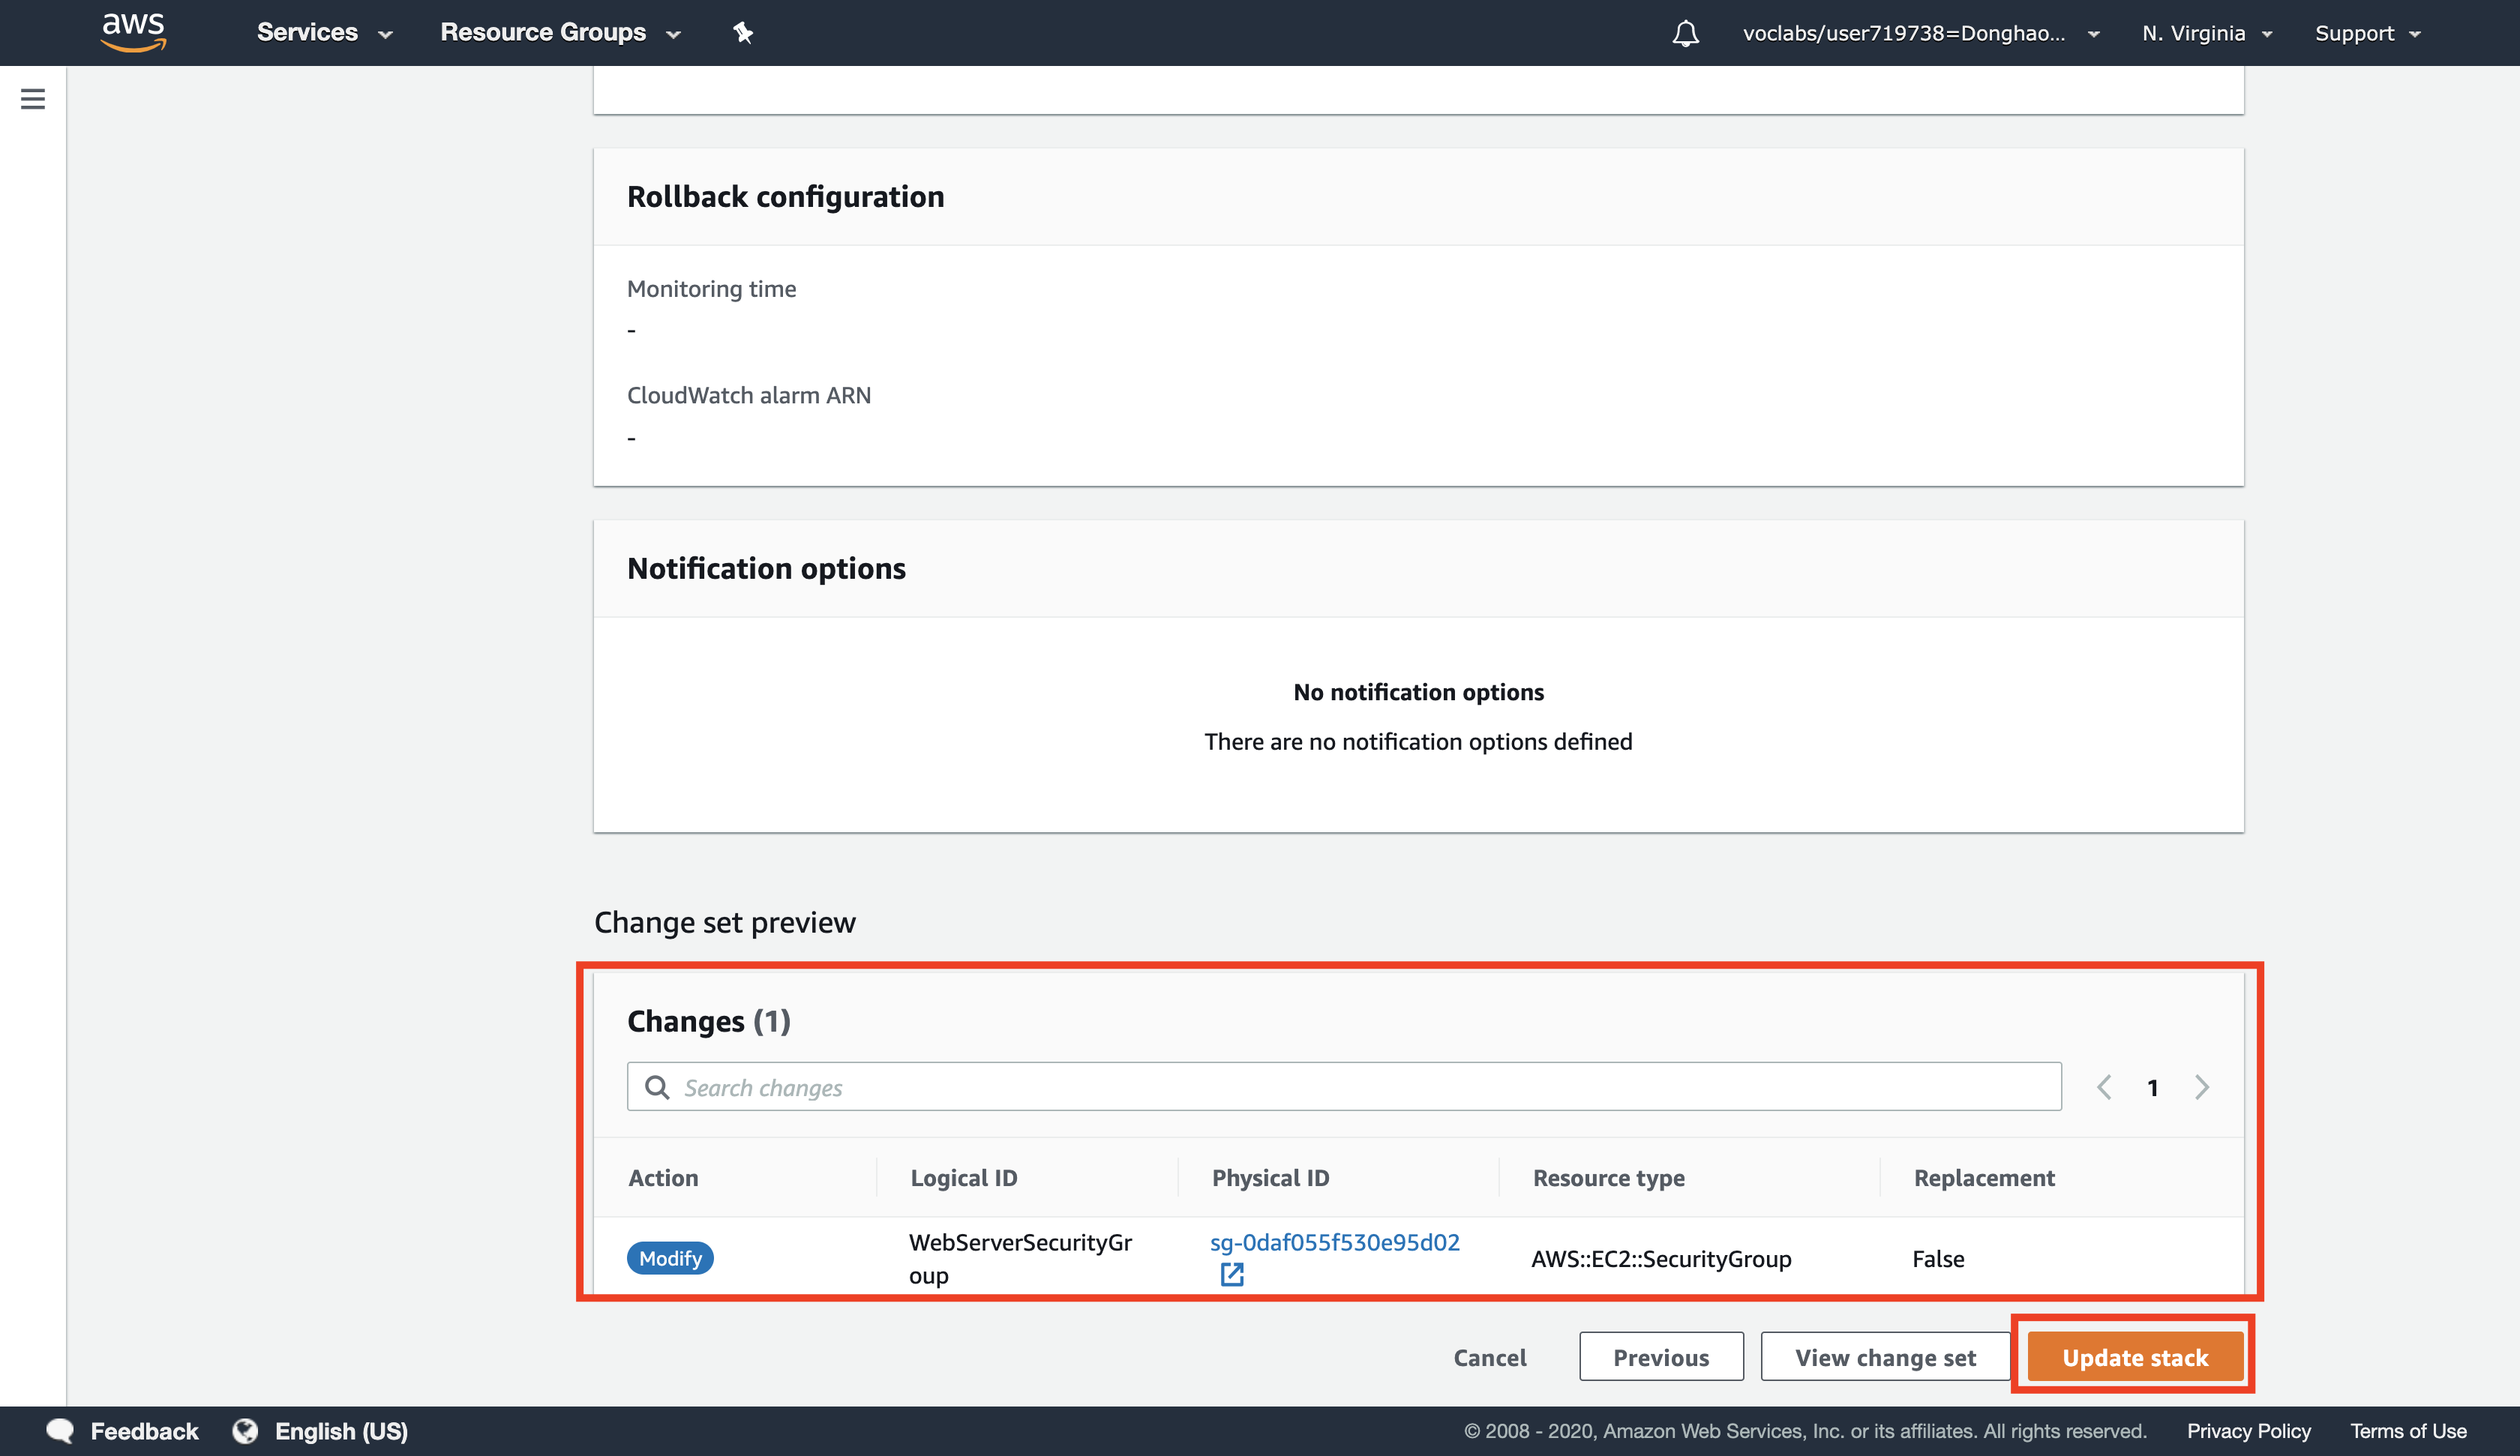 aws Services Resource Groups voclabs/user719738=Donghao... N. Virginia Support
Rollback configuration
Monitoring time
-
CloudWatch alarm ARN
-
Notification options
No notification options
There are no notification options defined
Change set preview
Changes (1)
Search changes 1
Action Logical ID Physical ID Resource type Replacement
Modify WebServerSecurityGr sg-0daf055f530e95d02 AWS::EC2::SecurityGroup False
oup
Cancel Previous View change set Update stack
Feedback English (US) © 2008 - 2020, Amazon Web Services, Inc. or its affiliates. All rights reserved. Privacy Policy Terms of Use